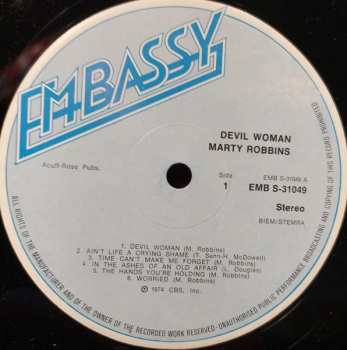 EMBASSY
DEVIL WOMAN
MARTY ROBBINS
Acuff-Rose Pubs.
Side
1
EMB S-31049 A
EMB S-31049
Stereo
BIEM/STEMRA
1. DEVIL WOMAN (M. Robbins)
2. AIN'T LIFE A CRYING SHAME (T. Senn-H. McDowell)
3. TIME CAN'T MAKE ME FORGET (M. Robbins)
4. IN THE ASHES OF AN OLD AFFAIR (L. Douglas)
5. THE HANDS YOU'RE HOLDING (M. Robbins)
6. WORRIED (M. Robbins)
℗ 1974 CBS, Inc.
ALL RIGHTS OF THE MANUFACTURER AND OF THE OWNER OF THE RECORDED WORK RESERVED - UNAUTHORISED PUBLIC PERFORMANCE BROADCASTING AND COPYING OF THIS RECORD PROHIBITED